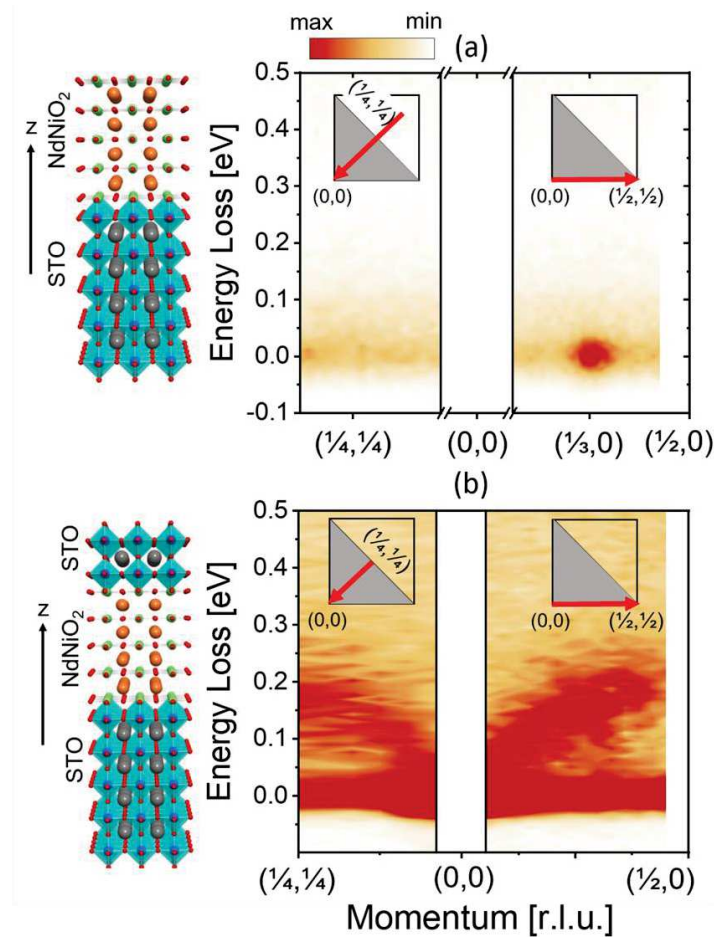 max min
(a)
NdNiO₂
STO
Z
Energy Loss [eV]
0.5
0.4
0.3
0.2
0.1
0.0
-0.1
(¼,¼)
(0,0)
(0,0) (½,½)
(¼,¼) (0,0) (⅓,0) (½,0)
(b)
STO
NdNiO₂
STO
Z
Energy Loss [eV]
0.5
0.4
0.3
0.2
0.1
0.0
(¼,¼)
(0,0)
(0,0) (½,½)
(¼,¼) (0,0) (½,0)
Momentum [r.l.u.]